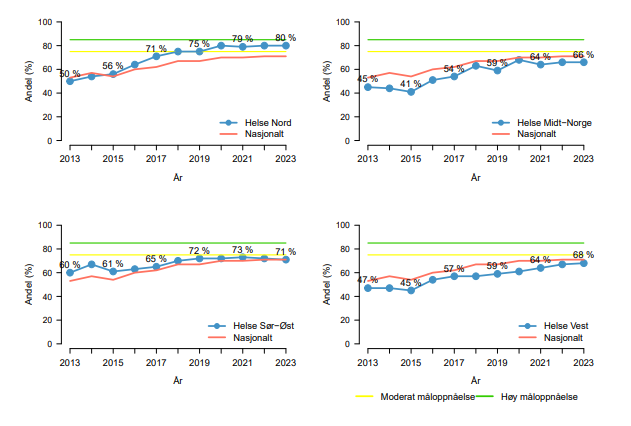 100
80
60
40
20
0
Andel (%)
50 %
56 %
71 %
75 %
79 %
80 %
Helse Nord
Nasjonalt
2013 2015 2017 2019 2021 2023
År
100
80
60
40
20
0
Andel (%)
45 %
41 %
54 %
59 %
64 %
66 %
Helse Midt−Norge
Nasjonalt
2013 2015 2017 2019 2021 2023
År
100
80
60
40
20
0
Andel (%)
60 %
61 %
65 %
72 %
73 %
71 %
Helse Sør−Øst
Nasjonalt
2013 2015 2017 2019 2021 2023
År
100
80
60
40
20
0
Andel (%)
47 %
45 %
57 %
59 %
64 %
68 %
Helse Vest
Nasjonalt
2013 2015 2017 2019 2021 2023
År
Moderat måloppnåelse Høy måloppnåelse